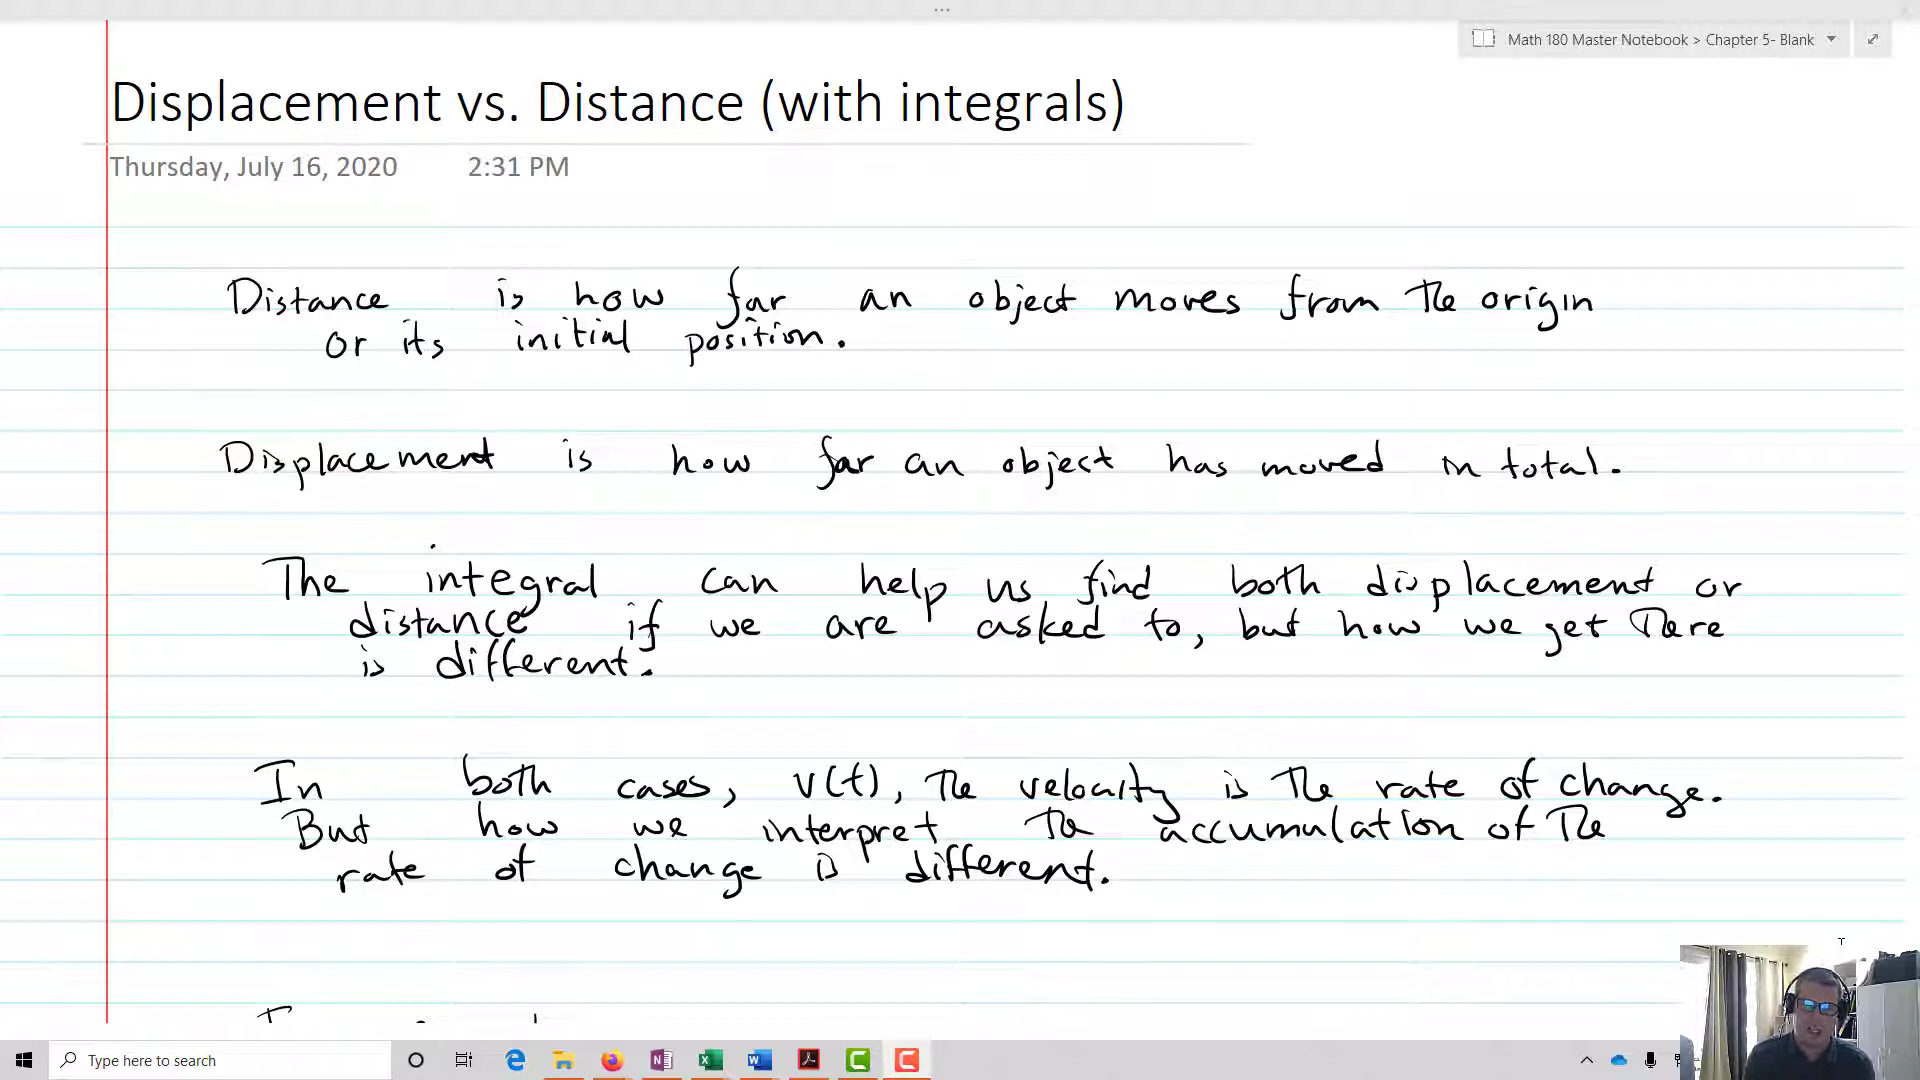 ...
Math 180 Master Notebook > Chapter 5- Blank
Displacement vs. Distance (with integrals)
Thursday, July 16, 2020 2:31 PM
Distance is how far an object moves from the origin
or its initial position.
Displacement is how far an object has moved in total.
The integral can help us find both displacement or
distance if we are asked to, but how we get there
is different.
In both cases, v(t), the velocity is the rate of change.
But how we interpret the accumulation of the
rate of change is different.
Type here to search